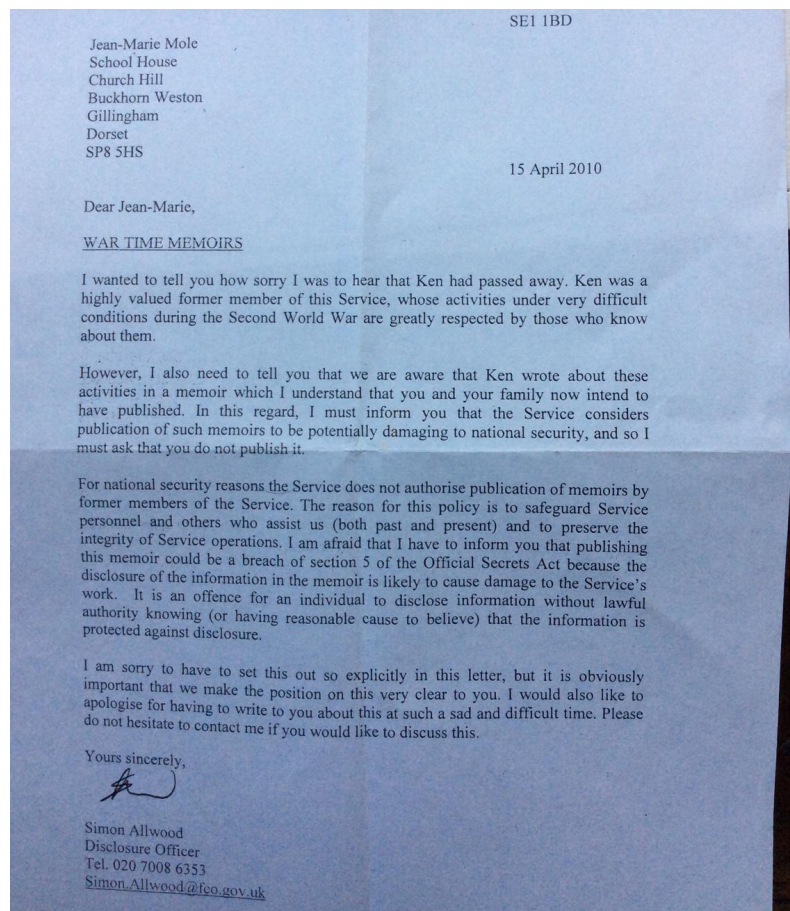 SE1 1BD
Jean-Marie Mole
School House
Church Hill
Buckhorn Weston
Gillingham
Dorset
SP8 5HS
15 April 2010
Dear Jean-Marie,
WAR TIME MEMOIRS
I wanted to tell you how sorry I was to hear that Ken had passed away. Ken was a
highly valued former member of this Service, whose activities under very difficult
conditions during the Second World War are greatly respected by those who know
about them.
However, I also need to tell you that we are aware that Ken wrote about these
activities in a memoir which I understand that you and your family now intend to
have published. In this regard, I must inform you that the Service considers
publication of such memoirs to be potentially damaging to national security, and so I
must ask that you do not publish it.
For national security reasons the Service does not authorise publication of memoirs by
former members of the Service. The reason for this policy is to safeguard Service
personnel and others who assist us (both past and present) and to preserve the
integrity of Service operations. I am afraid that I have to inform you that publishing
this memoir could be a breach of section 5 of the Official Secrets Act because the
disclosure of the information in the memoir is likely to cause damage to the Service's
work. It is an offence for an individual to disclose information without lawful
authority knowing (or having reasonable cause to believe) that the information is
protected against disclosure.
I am sorry to have to set this out so explicitly in this letter, but it is obviously
important that we make the position on this very clear to you. I would also like to
apologise for having to write to you about this at such a sad and difficult time. Please
do not hesitate to contact me if you would like to discuss this.
Yours sincerely,
Simon Allwood
Disclosure Officer
Tel. 020 7008 6353
Simon.Allwood@fco.gov.uk